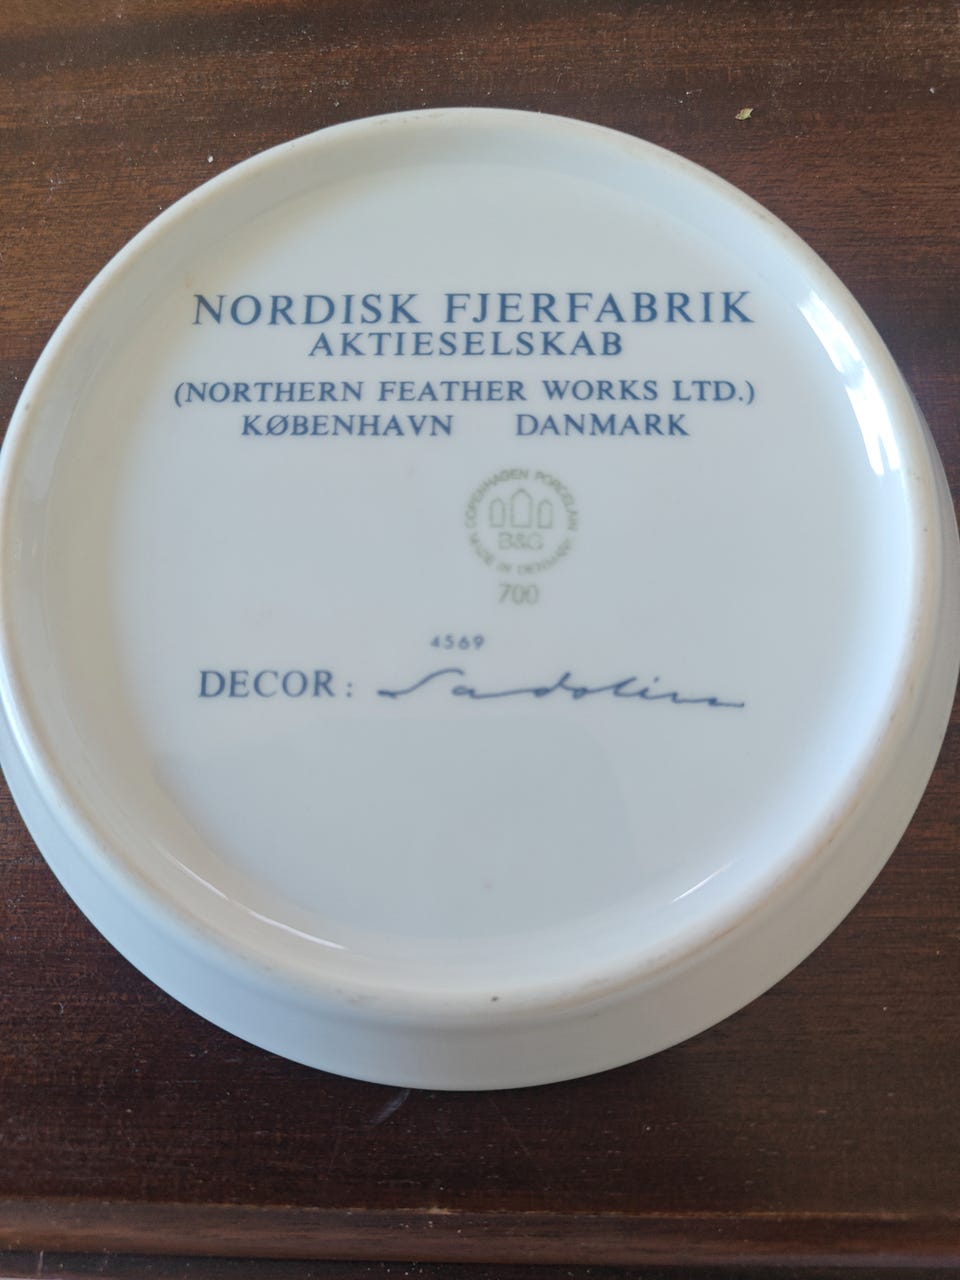 NORDISK FJERFABRIK
AKTIESELSKAB
(NORTHERN FEATHER WORKS LTD.)
KØBENHAVN DANMARK
COPENHAGEN PORCELAIN
B&G
MADE IN DENMARK
700
4569
DECOR: Sadolin